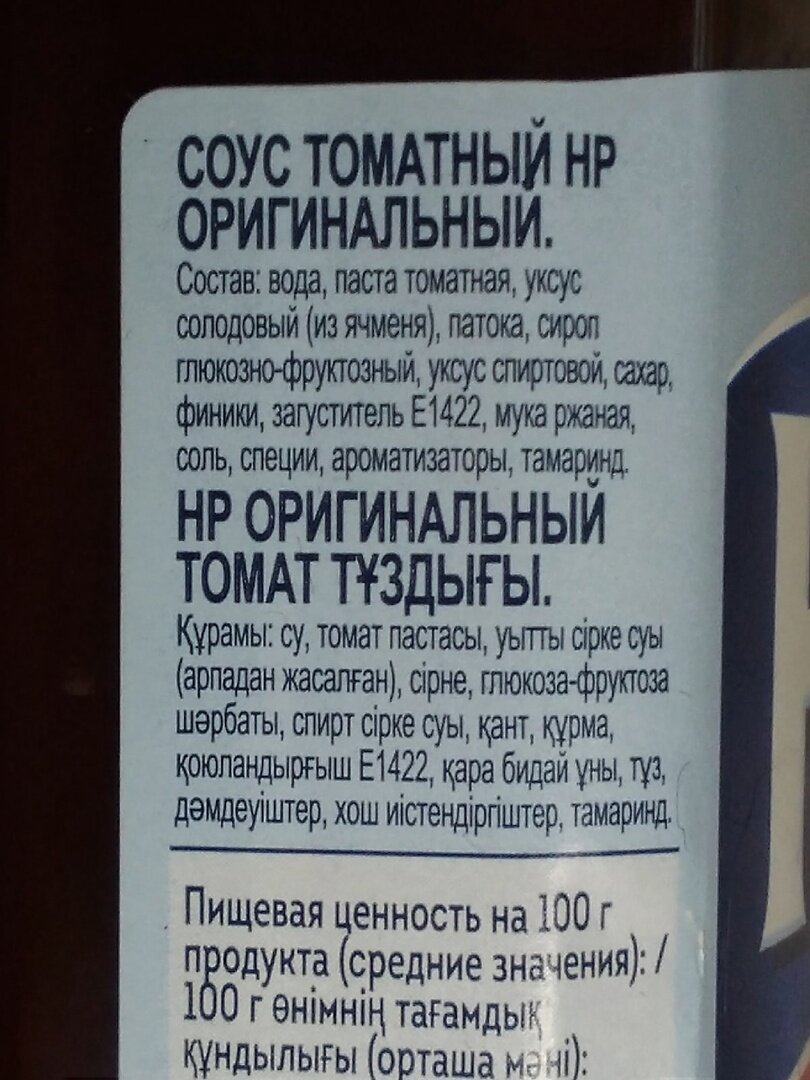 СОУС ТОМАТНЫЙ HP
ОРИГИНАЛЬНЫЙ.
Состав: вода, паста томатная, уксус
солодовый (из ячменя), патока, сироп
глюкозно-фруктозный, уксус спиртовой, сахар,
финики, загуститель Е1422, мука ржаная,
соль, специи, ароматизаторы, тамаринд.
HP ОРИГИНАЛЬНЫЙ
ТОМАТ ТҰЗДЫҒЫ.
Құрамы: су, томат пастасы, уытты сірке суы
(арпадан жасалған), сірне, глюкоза-фруктоза
шәрбаты, спирт сірке суы, қант, құрма,
қоюландырғыш Е1422, қара бидай ұны, тұз,
дәмдеуіштер, хош иістендіргіштер, тамаринд.
Пищевая ценность на 100 г
продукта (средние значения): /
100 г өнімнің тағамдық
құндылығы (орташа мәні):